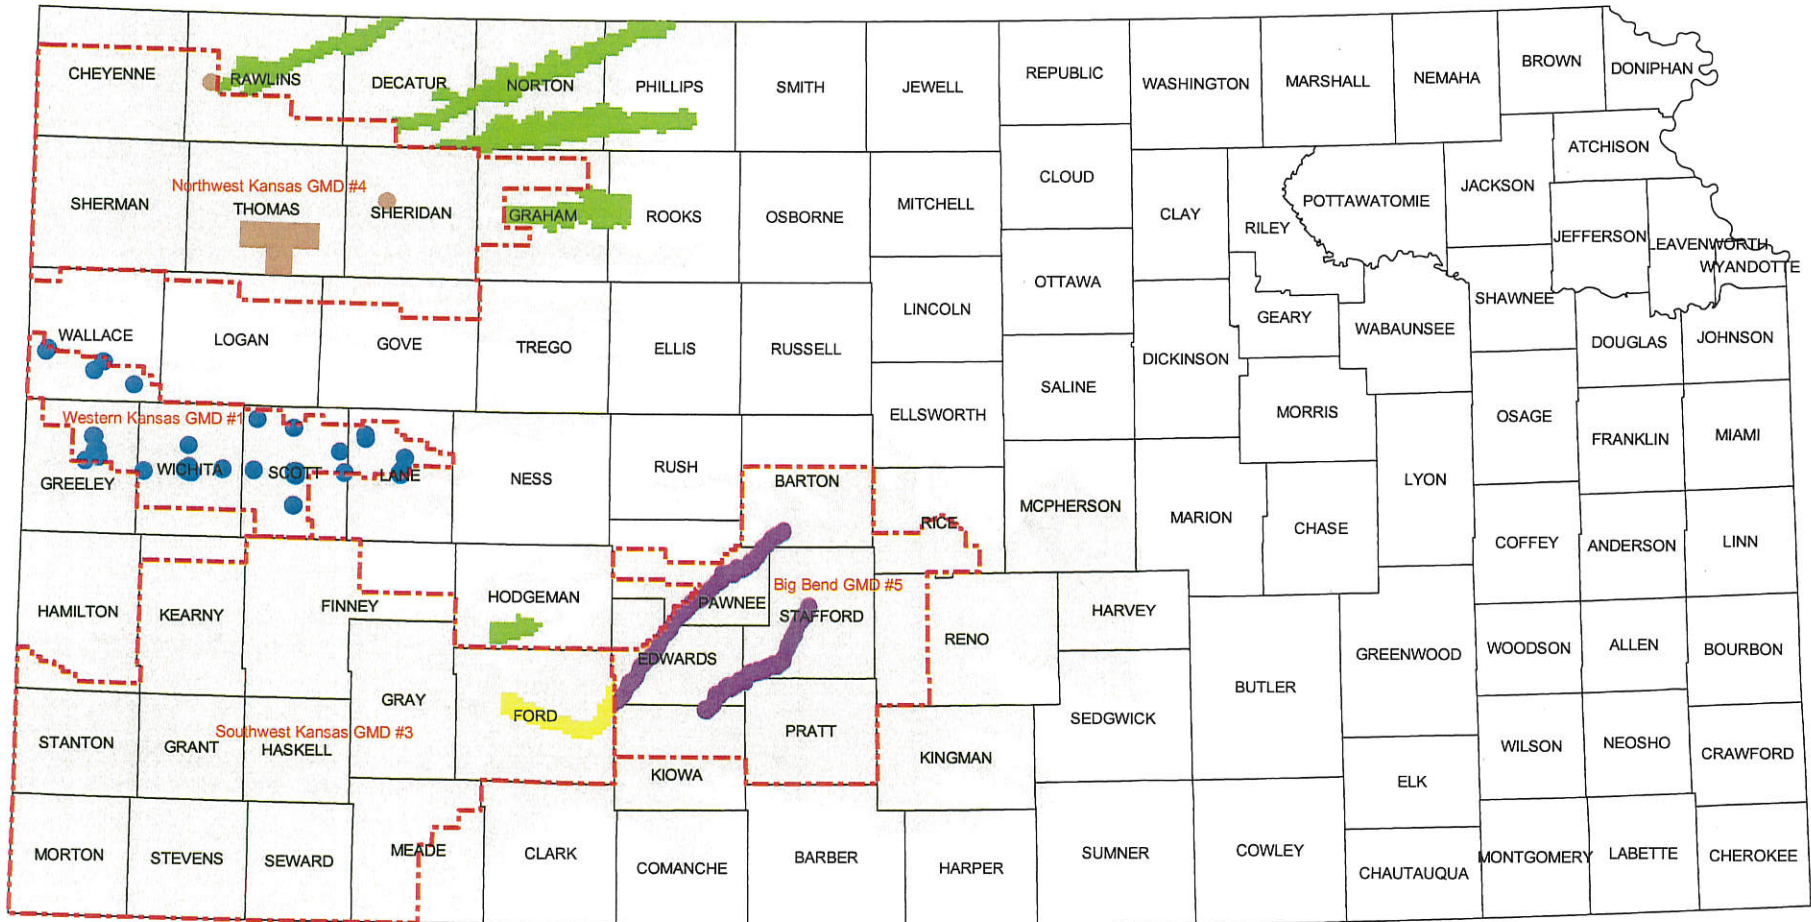 CHEYENNE
RAWLINS
DECATUR
NORTON
PHILLIPS
SMITH
JEWELL
REPUBLIC
WASHINGTON
MARSHALL
NEMAHA
BROWN
DONIPHAN
ATCHISON
CLOUD
JACKSON
SHERMAN
Northwest Kansas GMD #4
THOMAS
SHERIDAN
GRAHAM
ROOKS
OSBORNE
MITCHELL
CLAY
RILEY
POTTAWATOMIE
JEFFERSON
LEAVENWORTH
WYANDOTTE
OTTAWA
LINCOLN
SHAWNEE
GEARY
WABAUNSEE
WALLACE
LOGAN
GOVE
TREGO
ELLIS
RUSSELL
DICKINSON
DOUGLAS
JOHNSON
SALINE
ELLSWORTH
MORRIS
OSAGE
FRANKLIN
MIAMI
Western Kansas GMD #1
GREELEY
WICHITA
SCOTT
LANE
NESS
RUSH
BARTON
RICE
MCPHERSON
MARION
CHASE
LYON
COFFEY
ANDERSON
LINN
HAMILTON
KEARNY
FINNEY
HODGEMAN
PAWNEE
Big Bend GMD #5
STAFFORD
RENO
HARVEY
EDWARDS
GREENWOOD
WOODSON
ALLEN
BOURBON
GRAY
FORD
BUTLER
SEDGWICK
PRATT
KINGMAN
STANTON
GRANT
Southwest Kansas GMD #3
HASKELL
KIOWA
WILSON
NEOSHO
CRAWFORD
ELK
MORTON
STEVENS
SEWARD
MEADE
CLARK
COMANCHE
BARBER
HARPER
SUMNER
COWLEY
CHAUTAUQUA
MONTGOMERY
LABETTE
CHEROKEE